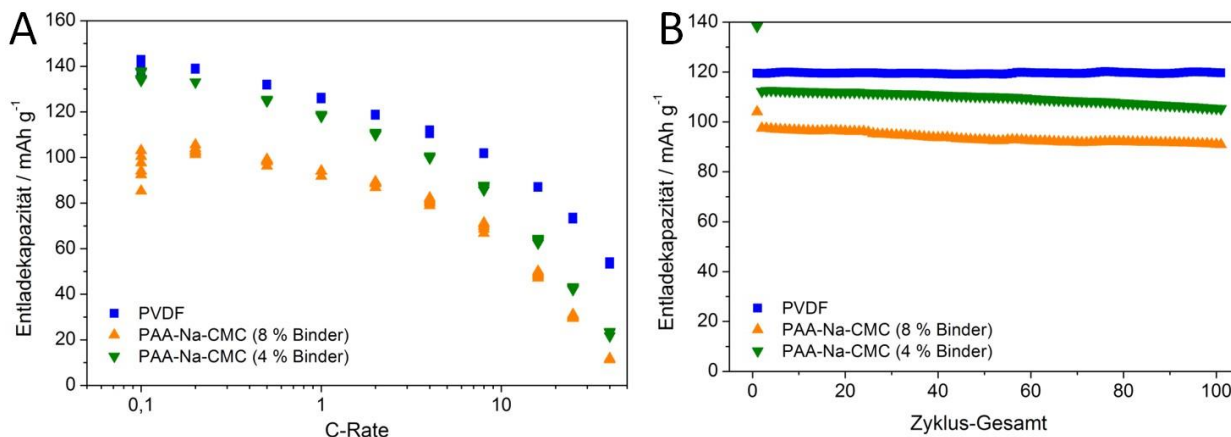 A
160
140
120
100
80
60
40
20
0
Entladekapazität / mAh g⁻¹
PVDF
PAA-Na-CMC (8 % Binder)
PAA-Na-CMC (4 % Binder)
0,1
1
10
C-Rate
B
140
120
100
80
60
40
20
0
Entladekapazität / mAh g⁻¹
PVDF
PAA-Na-CMC (8 % Binder)
PAA-Na-CMC (4 % Binder)
0
20
40
60
80
100
Zyklus-Gesamt